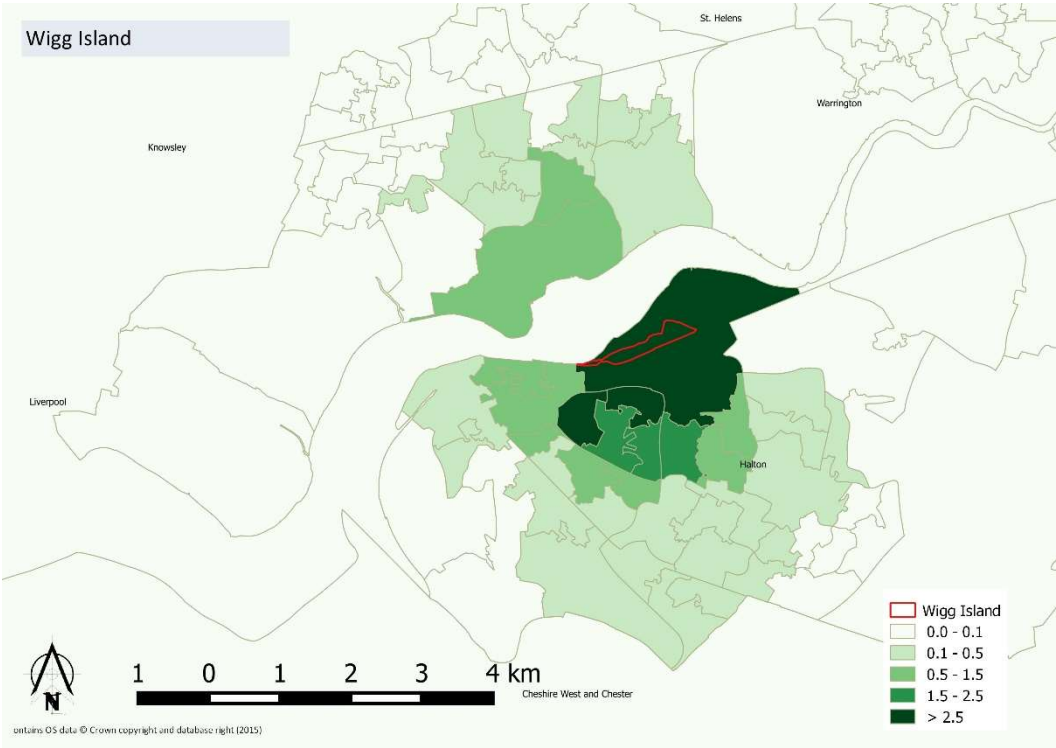 Wigg Island
St. Helens
Warrington
Knowsley
Liverpool
Halton
Wigg Island
0.0 - 0.1
0.1 - 0.5
0.5 - 1.5
1.5 - 2.5
> 2.5
N
1 0 1 2 3 4 km
Cheshire West and Chester
ontains OS data © Crown copyright and database right (2015)